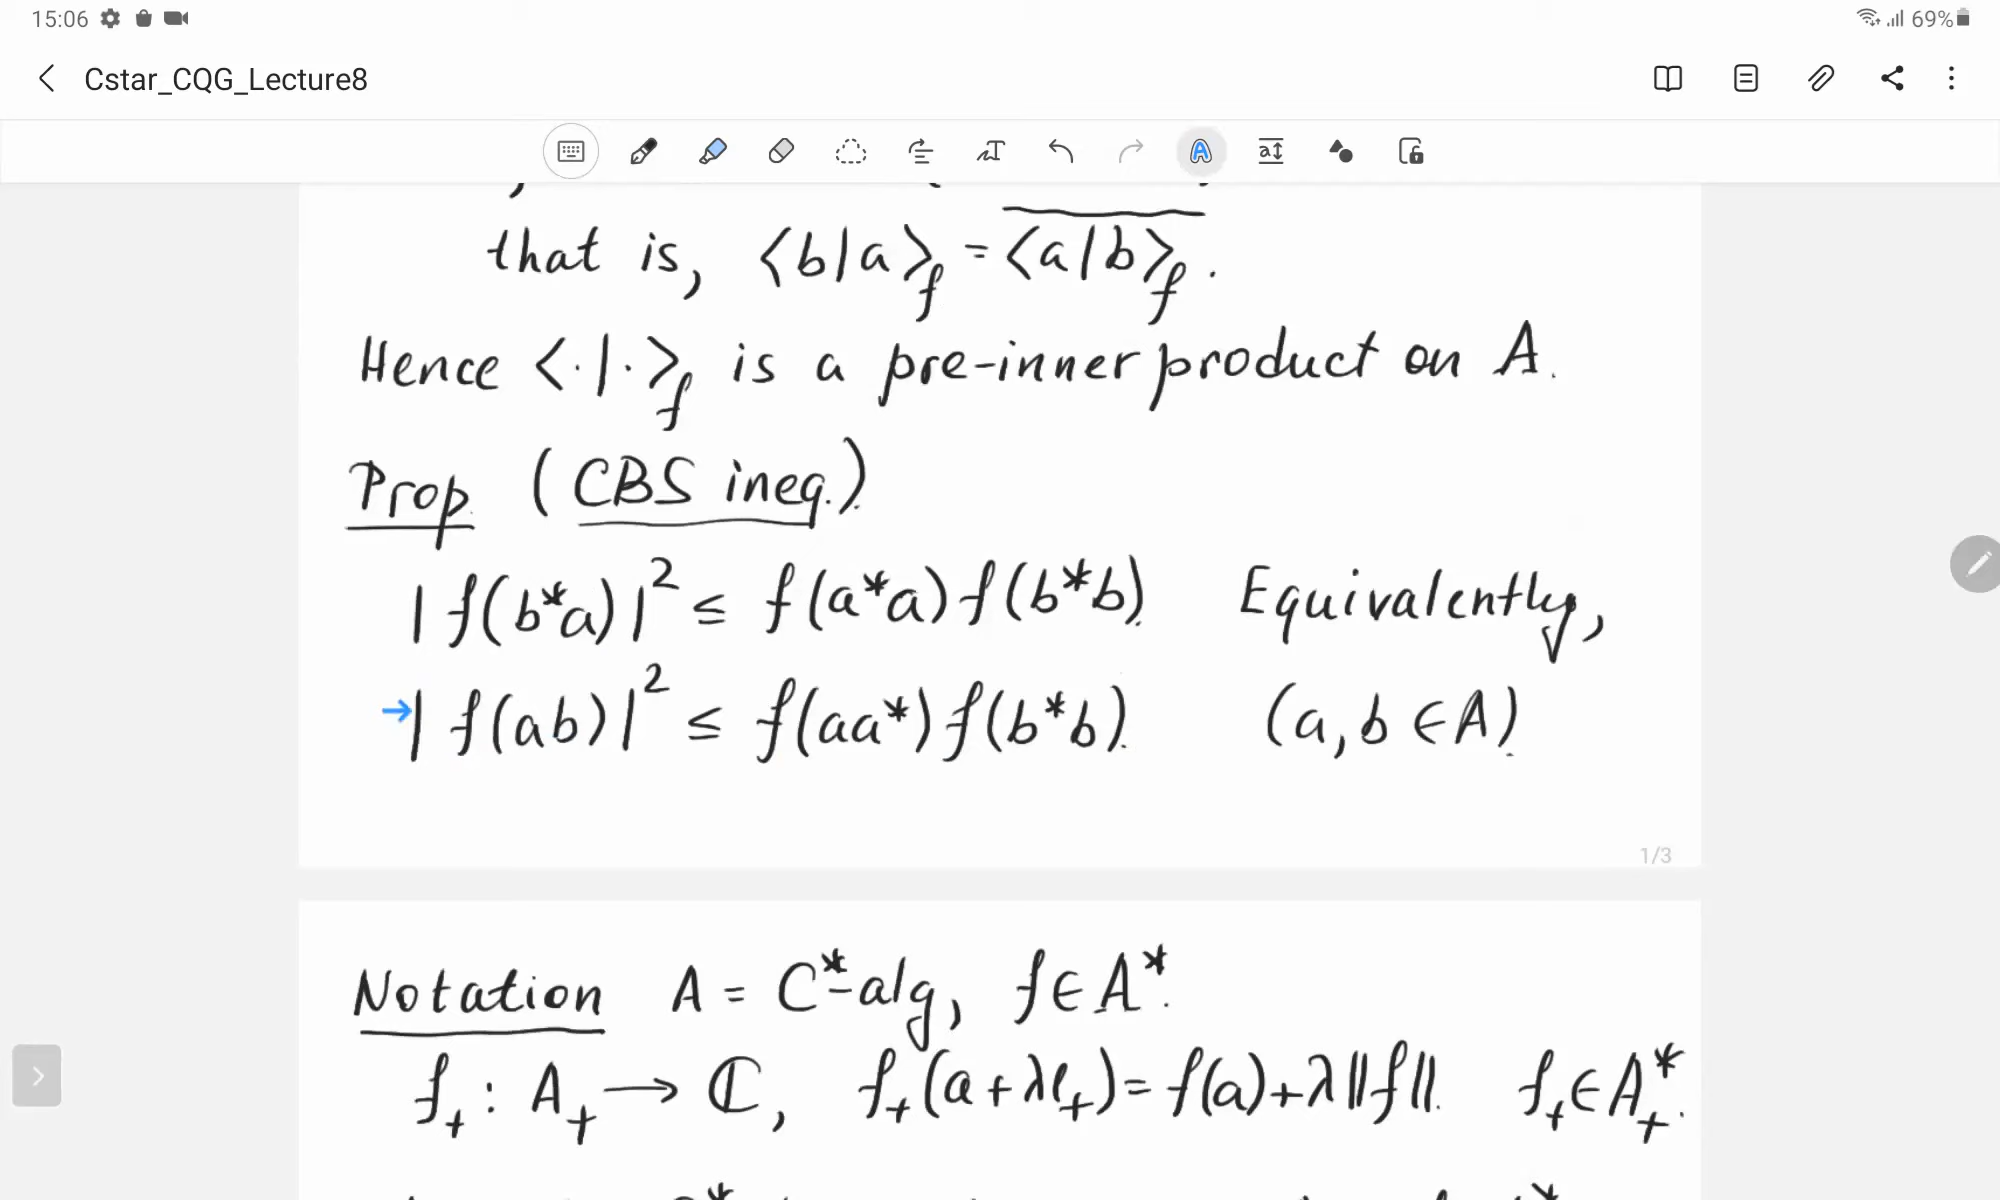 15:06 69%
Cstar_CQG_Lecture8
that is, ⟨b|a⟩_f = \overline{⟨a|b⟩_f}.
Hence ⟨·|·⟩_f is a pre-inner product on A.
Prop (CBS ineq.)
|f(b*a)|² ≤ f(a*a) f(b*b). Equivalently,
→|f(ab)|² ≤ f(aa*) f(b*b). (a, b ∈ A).
1/3
Notation A = C*-alg, f ∈ A*.
f₊ : A₊ → ℂ, f₊(a + λ1₊) = f(a) + λ‖f‖. f₊ ∈ A₊*.